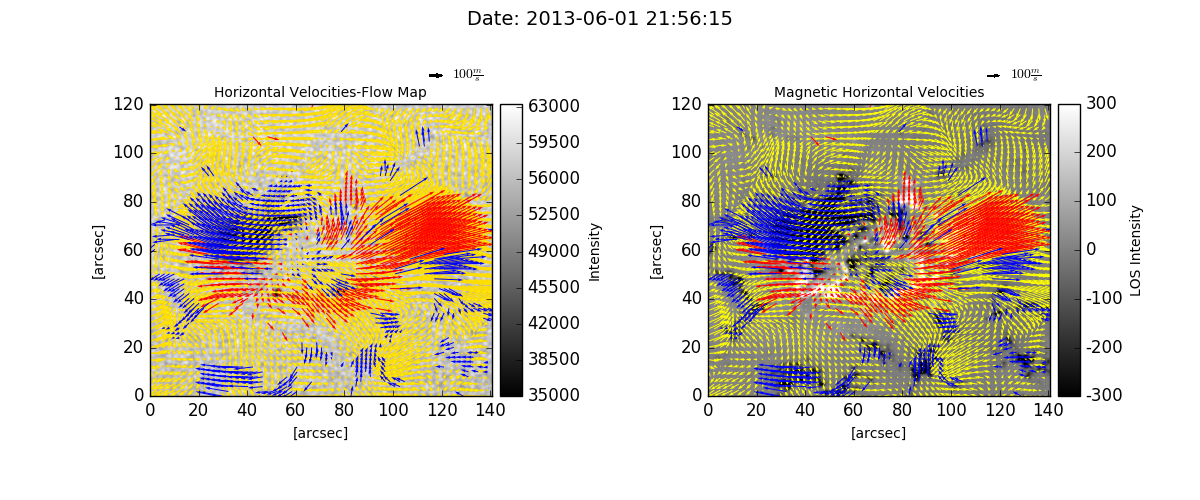 Date: 2013-06-01 21:56:15
100 m/s
100 m/s
Horizontal Velocities-Flow Map
Magnetic Horizontal Velocities
120
100
80
60
40
20
0
[arcsec]
0 20 40 60 80 100 120 140
[arcsec]
63000
59500
56000
52500
49000
45500
42000
38500
35000
Intensity
120
100
80
60
40
20
0
[arcsec]
0 20 40 60 80 100 120 140
[arcsec]
300
200
100
0
-100
-200
-300
LOS Intensity